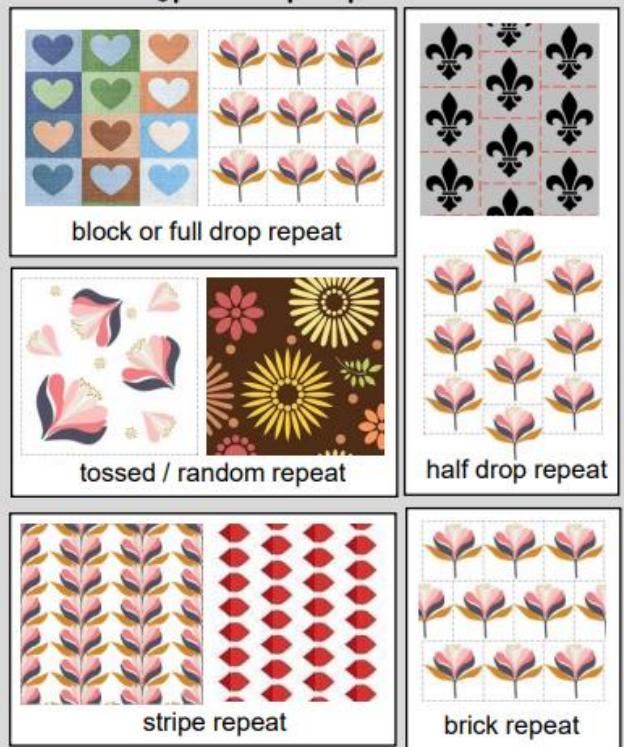 block or full drop repeat
tossed / random repeat
half drop repeat
stripe repeat
brick repeat